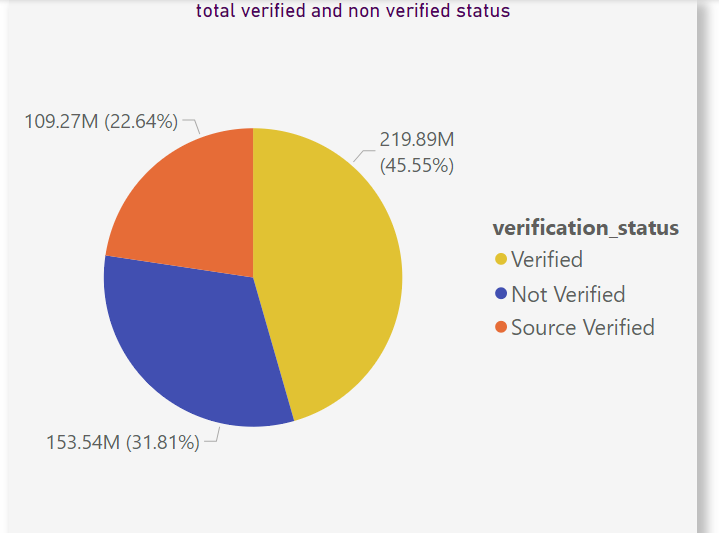 total verified and non verified status
109.27M (22.64%)
219.89M
(45.55%)
153.54M (31.81%)
verification_status
Verified
Not Verified
Source Verified